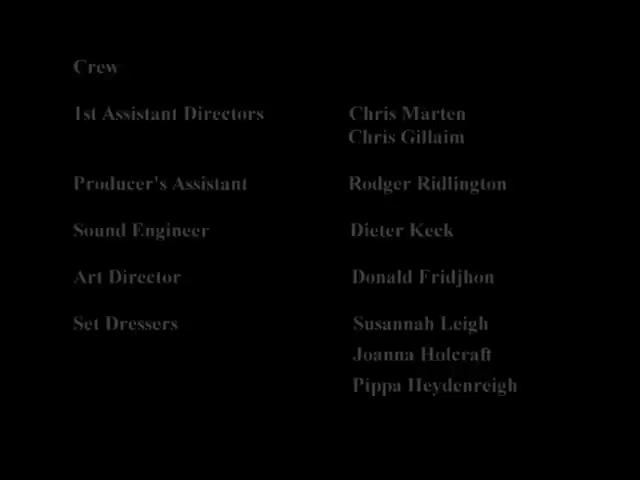 Crew
1st Assistant Directors Chris Marten
Chris Gillaim
Producer's Assistant Rodger Ridlington
Sound Engineer Dieter Keck
Art Director Donald Fridjhon
Set Dressers Susannah Leigh
Joanna Holcraft
Pippa Heydenreigh